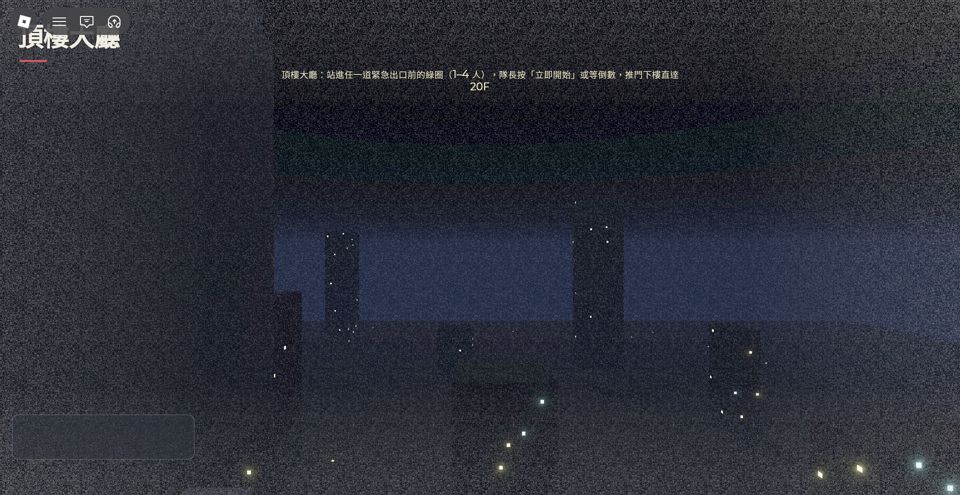 頂樓大廳
頂樓大廳：站進任一道緊急出口前的綠圈（1–4 人），隊長按「立即開始」或等倒數，推門下樓直達
20F